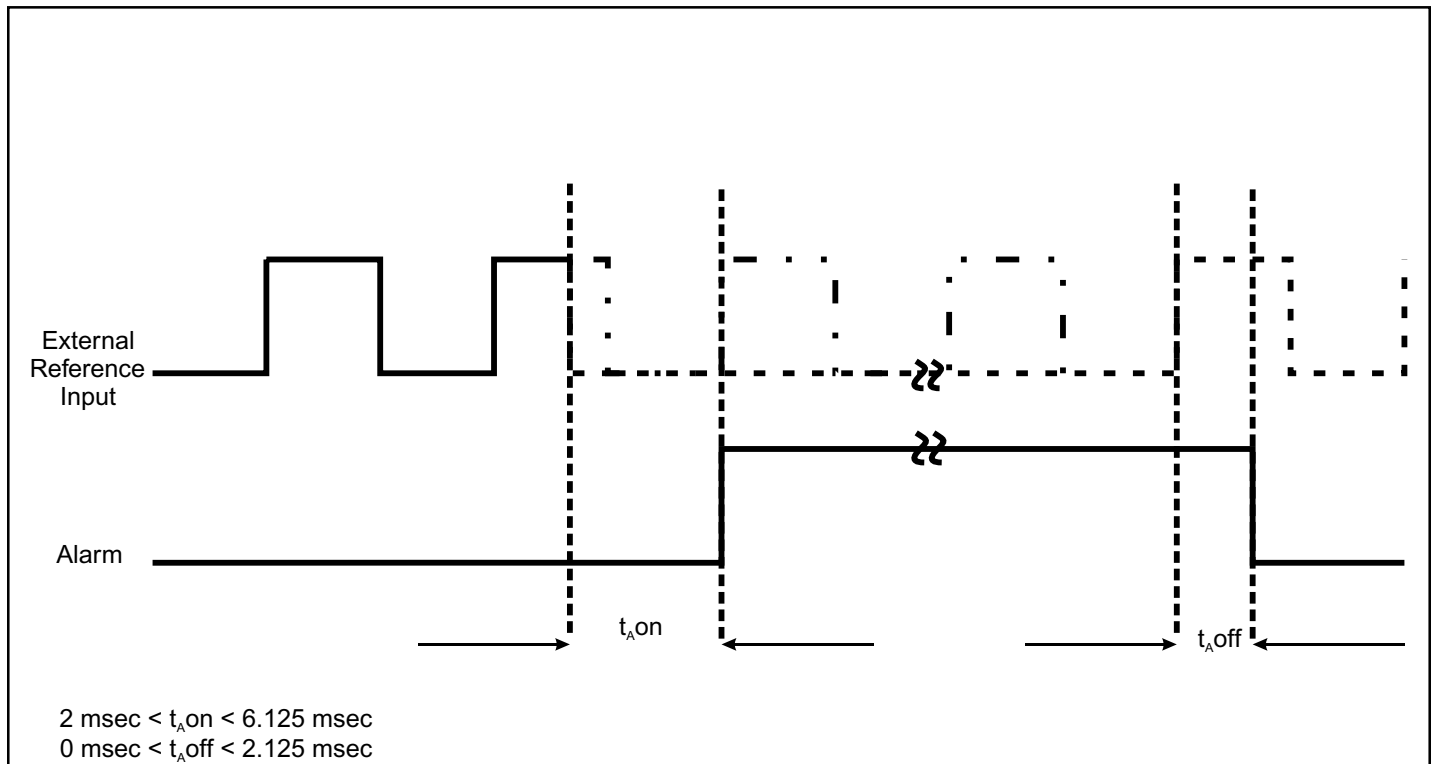 External
Reference
Input
Alarm
tAon
tAoff
2 msec < tAon < 6.125 msec
0 msec < tAoff < 2.125 msec